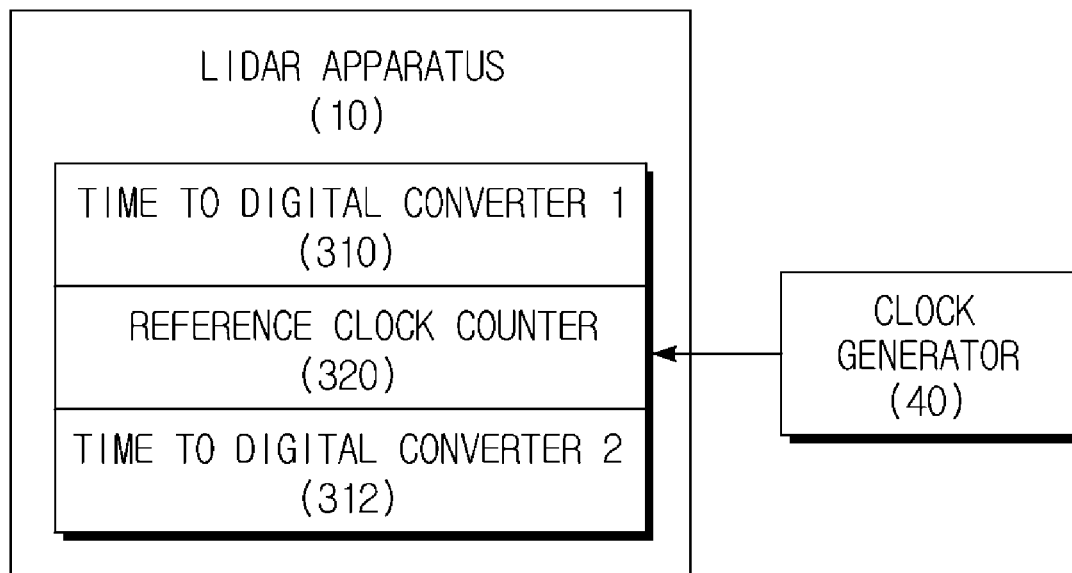 LIDAR APPARATUS
(10)
TIME TO DIGITAL CONVERTER 1
(310)
REFERENCE CLOCK COUNTER
(320)
TIME TO DIGITAL CONVERTER 2
(312)
CLOCK
GENERATOR
(40)